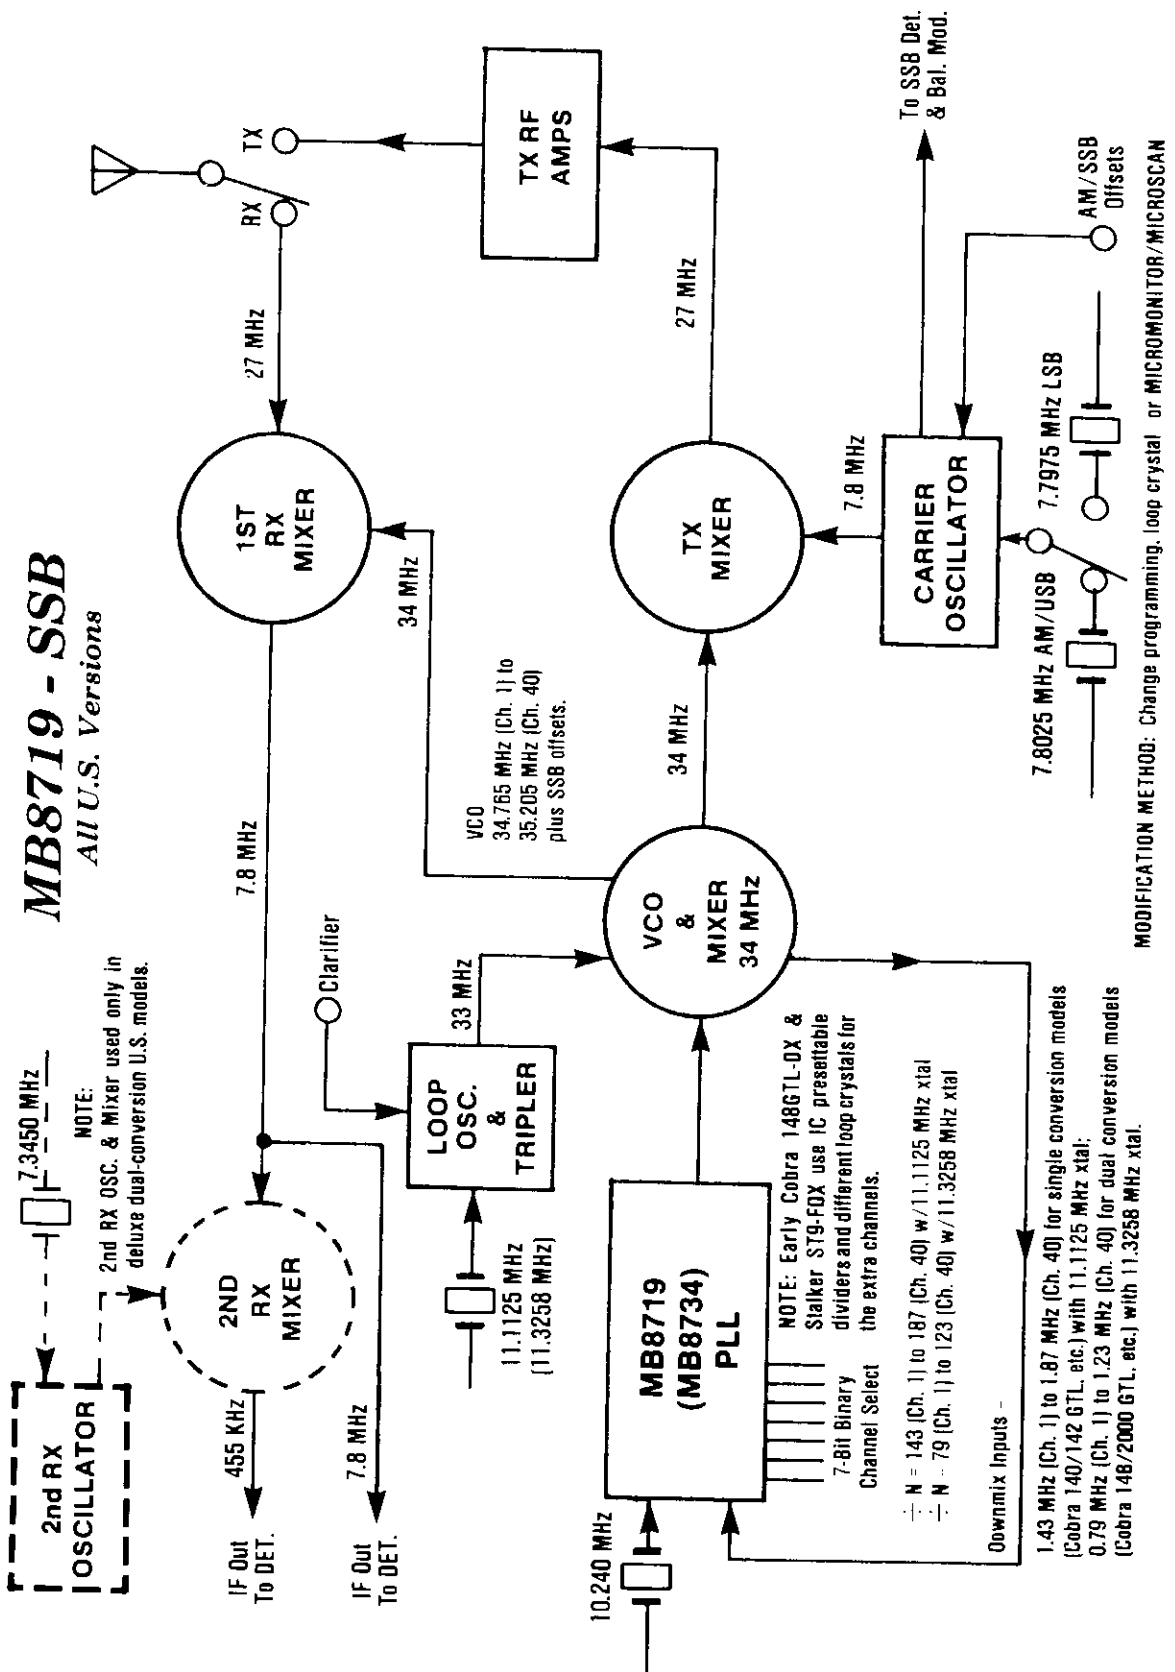 MB8719 - SSB
All U.S. Versions
2nd RX
OSCILLATOR
7.3450 MHz
NOTE:
2nd RX OSC. & Mixer used only in
deluxe dual-conversion U.S. models.
2ND
RX
MIXER
455 KHz
IF Out
To DET.
7.8 MHz
IF Out
To DET.
7.8 MHz
1ST
RX
MIXER
27 MHz
RX
TX
34 MHz
Clarifier
LOOP
OSC.
&
TRIPLER
33 MHz
11.1125 MHz
(11.3258 MHz)
VCO
34.765 MHz (Ch. 1) to
35.205 MHz (Ch. 40)
plus SSB offsets.
TX RF
AMPS
27 MHz
10.240 MHz
MB8719
(MB8734)
PLL
VCO
&
MIXER
34 MHz
34 MHz
TX
MIXER
7.8 MHz
CARRIER
OSCILLATOR
To SSB Det.
& Bal. Mod.
7-Bit Binary
Channel Select
NOTE: Early Cobra 148GTL-DX &
Stalker ST9-FDX use IC presettable
dividers and different loop crystals for
the extra channels.
÷ N = 143 (Ch. 1) to 187 (Ch. 40) w/11.1125 MHz xtal
÷ N - 79 (Ch. 1) to 123 (Ch. 40) w/11.3258 MHz xtal
7.8025 MHz AM/USB
7.7975 MHz LSB
AM/SSB
Offsets
Downmix Inputs -
1.43 MHz (Ch. 1) to 1.87 MHz (Ch. 40) for single conversion models
(Cobra 140/142 GTL, etc.) with 11.1125 MHz xtal;
0.79 MHz (Ch. 1) to 1.23 MHz (Ch. 40) for dual conversion models
(Cobra 148/2000 GTL, etc.) with 11.3258 MHz xtal.
MODIFICATION METHOD: Change programming, loop crystal or MICROMONITOR/MICROSCAN